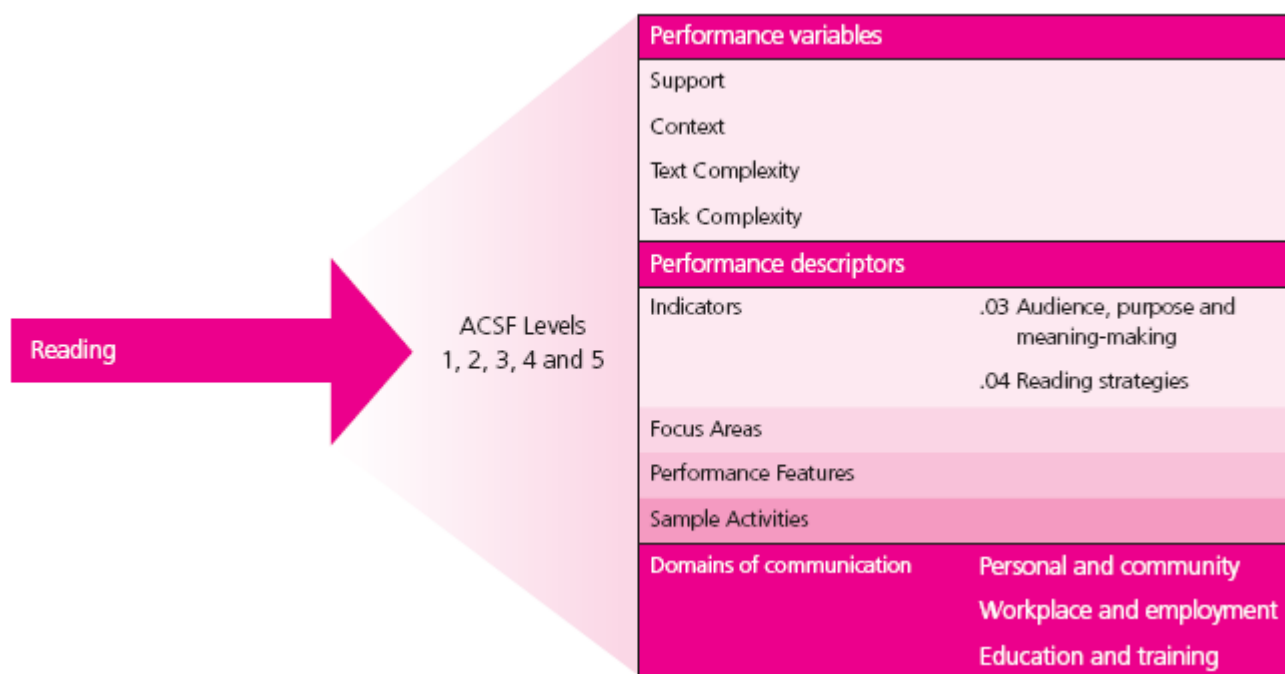 Reading
ACSF Levels
1, 2, 3, 4 and 5
Performance variables
Support
Context
Text Complexity
Task Complexity
Performance descriptors
Indicators
.03 Audience, purpose and
meaning-making
.04 Reading strategies
Focus Areas
Performance Features
Sample Activities
Domains of communication
Personal and community
Workplace and employment
Education and training